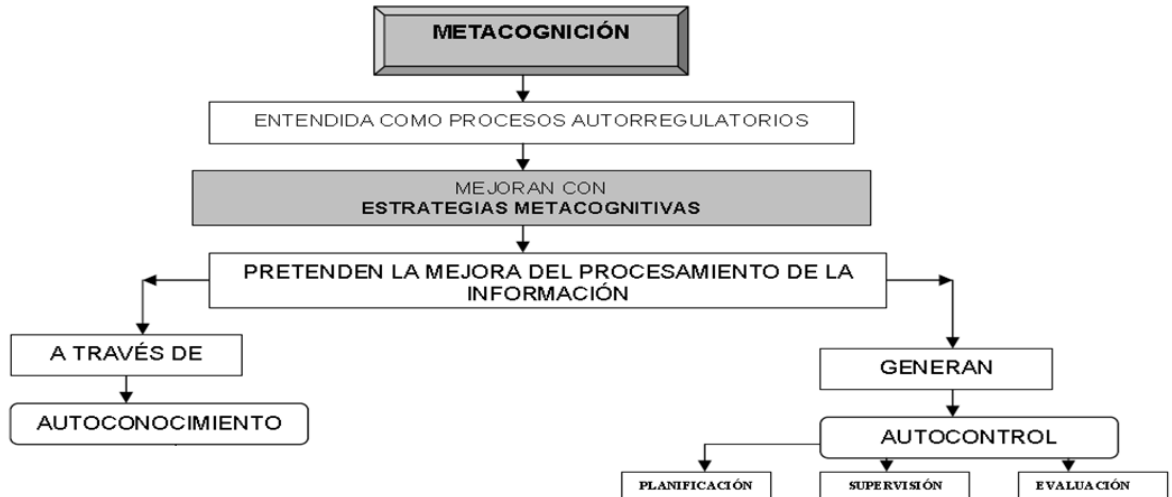 METACOGNICIÓN
ENTENDIDA COMO PROCESOS AUTORREGULATORIOS
MEJORAN CON
ESTRATEGIAS METACOGNITIVAS
PRETENDEN LA MEJORA DEL PROCESAMIENTO DE LA
INFORMACIÓN
A TRAVÉS DE
GENERAN
AUTOCONOCIMIENTO
AUTOCONTROL
PLANIFICACIÓN
SUPERVISIÓN
EVALUACIÓN